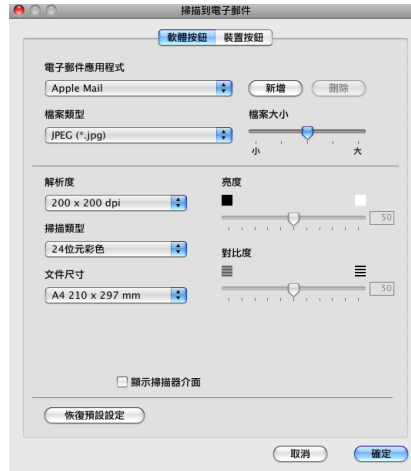 掃描到電子郵件
軟體按鈕 裝置按鈕
電子郵件應用程式
Apple Mail 新增 刪除
檔案類型 檔案大小
JPEG (*.jpg)
小 大
解析度 亮度
200 x 200 dpi
50
掃描類型
24位元彩色 對比度
文件尺寸
A4 210 x 297 mm 50
顯示掃描器介面
恢復預設設定
取消 確定